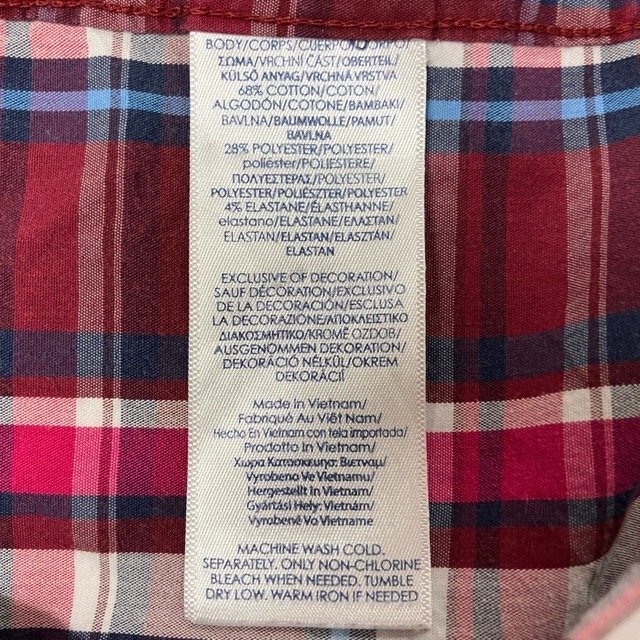 BODY/CORPS/CUERPO/CORPO/
ΣΩΜΑ/VRCHNÍ ČÁST/OBERTEIL/
KÜLSŐ ANYAG/VRCHNÁ VRSTVA
68% COTTON/COTON/
ALGODÓN/COTONE/ΒΑΜΒΑΚΙ/
BAVLNA/BAUMWOLLE/PAMUT/
BAVLNA
28% POLYESTER/POLYESTER/
poliéster/POLIESTERE/
ΠΟΛΥΕΣΤΕΡΑΣ/POLYESTER/
POLYESTER/POLIÉSZTER/POLYESTER
4% ELASTANE/ÉLASTHANNE/
elastano/ELASTANE/ΕΛΑΣΤΑΝ/
ELASTAN/ELASTAN/ELASZTÁN/
ELASTAN
EXCLUSIVE OF DECORATION/
SAUF DÉCORATION/EXCLUSIVO
DE LA DECORACIÓN/ESCLUSA
LA DECORAZIONE/ΑΠΟΚΛΕΙΣΤΙΚΟ
ΔΙΑΚΟΣΜΗΤΙΚΟ/KROMĚ OZDOB/
AUSGENOMMEN DEKORATION/
DEKORÁCIÓ NÉLKÜL/OKREM
DEKORÁCIÍ
Made In Vietnam/
Fabriqué Au Viêt Nam/
Hecho En Vietnam con tela importada/
Prodotto In Vietnam/
Χωρα Κατασκευησ: Βιετναμ/
Vyrobeno Ve Vietnamu/
Hergestellt In Vietnam/
Gyártási Hely: Vietnám/
Vyrobené Vo Vietname
MACHINE WASH COLD.
SEPARATELY. ONLY NON-CHLORINE
BLEACH WHEN NEEDED. TUMBLE
DRY LOW. WARM IRON IF NEEDED